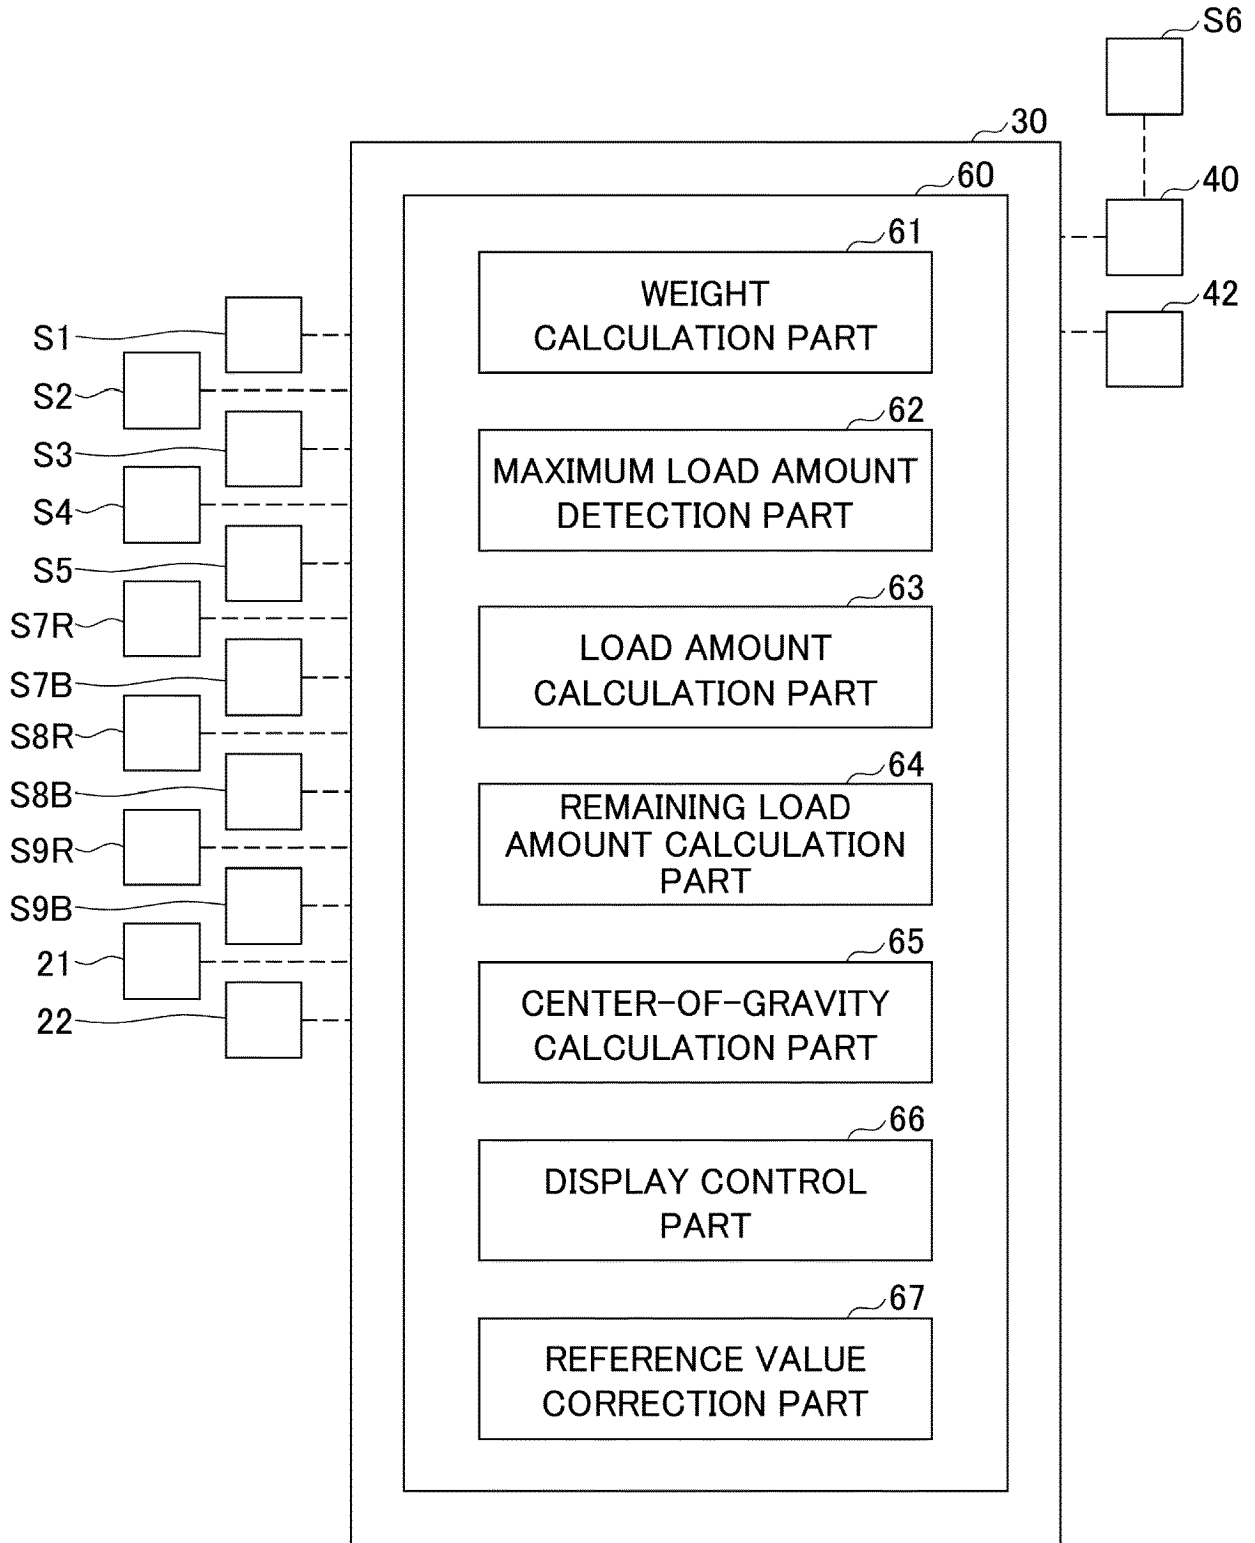 S6
30
60
40
61
WEIGHT
CALCULATION PART
42
S1
S2
S3
S4
S5
S7R
S7B
S8R
S8B
S9R
S9B
21
22
62
MAXIMUM LOAD AMOUNT
DETECTION PART
63
LOAD AMOUNT
CALCULATION PART
64
REMAINING LOAD
AMOUNT CALCULATION
PART
65
CENTER-OF-GRAVITY
CALCULATION PART
66
DISPLAY CONTROL
PART
67
REFERENCE VALUE
CORRECTION PART